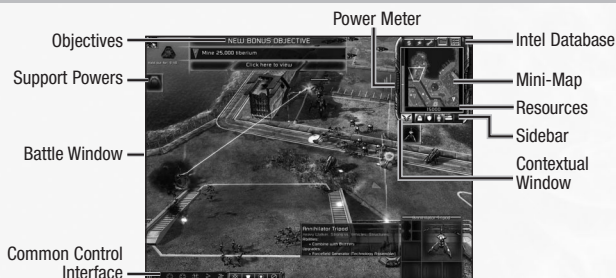 Power Meter
Objectives
NEW BONUS OBJECTIVE
Intel Database
Mine 25,000 tiberium
Click here to view
Support Powers
Mini-Map
Resources
Sidebar
Battle Window
Contextual
Window
Annihilator Tripod
Common Control
Interface